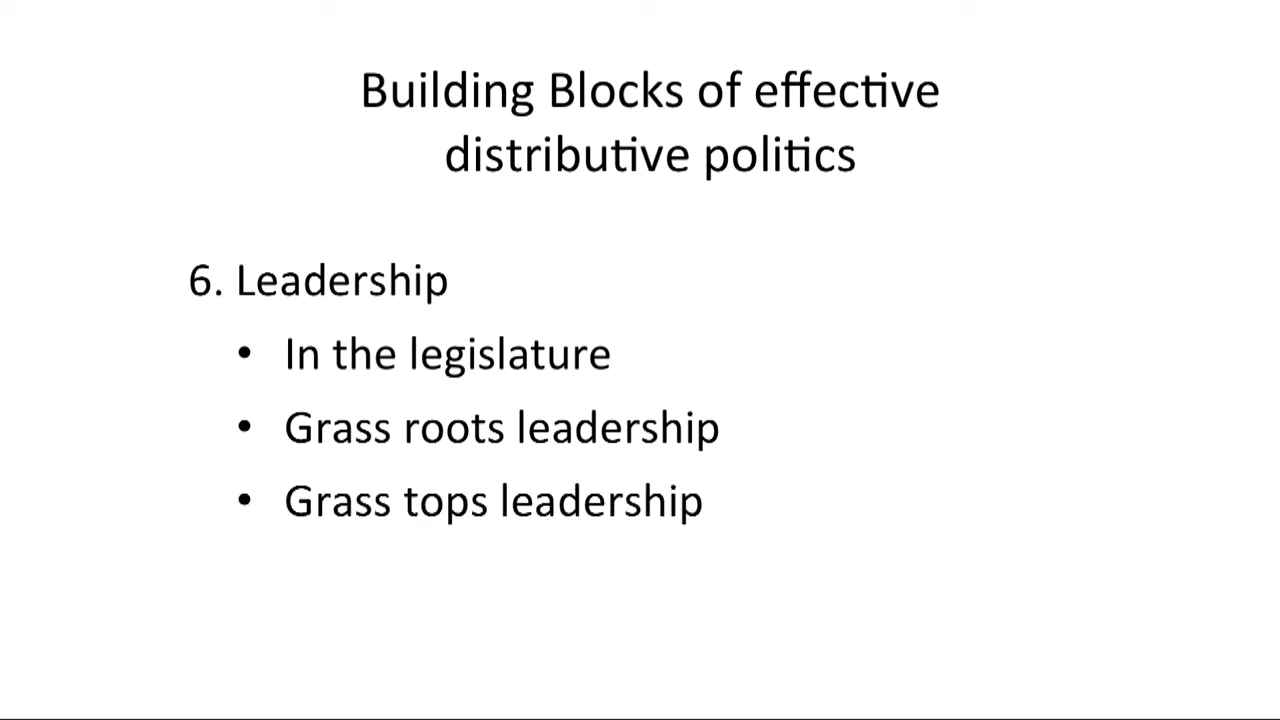 Building Blocks of effective
distributive politics
6. Leadership
• In the legislature
• Grass roots leadership
• Grass tops leadership